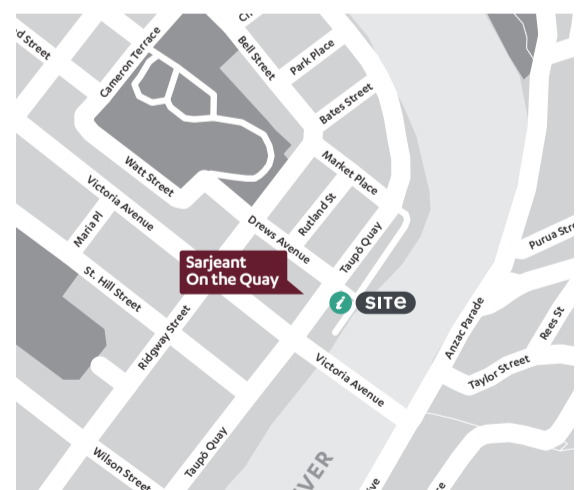 d Street
Cameron Terrace
Bell Street
Park Place
Bates Street
Watt Street
Market Place
Victoria Avenue
Maria Pl
Rutland St
Drews Avenue
Taupō Quay
Purua Stre
Sarjeant
On the Quay
St. Hill Street
i SITE
Anzac Parade
Rees St
Ridgway Street
Victoria Avenue
Taylor Street
Wilson Street
Taupō Quay
VER